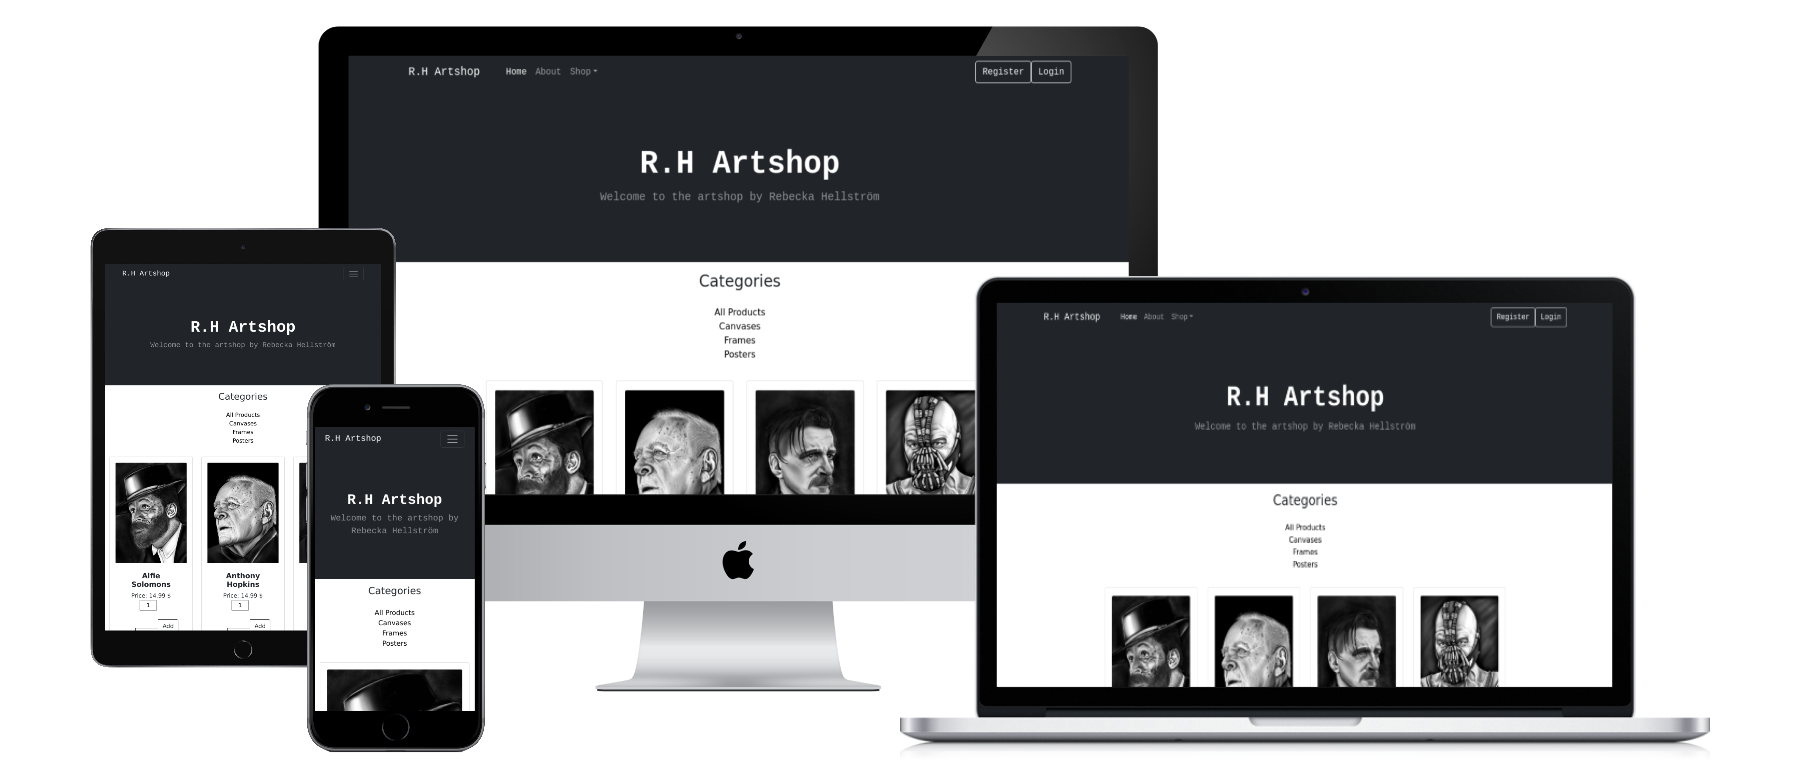 R.H Artshop Home About Shop Register Login
R.H Artshop
Welcome to the artshop by Rebecka Hellström
Categories
All Products
Canvases
Frames
Posters
R.H Artshop
R.H Artshop
Welcome to the artshop by Rebecka Hellström
Categories
All Products
Canvases
Frames
Posters
Alfie
Solomons
Price: 14.99 $
1
Add
Anthony
Hopkins
Price: 14.99 $
1
Add
R.H Artshop
R.H Artshop
Welcome to the artshop by
Rebecka Hellström
Categories
All Products
Canvases
Frames
Posters
R.H Artshop Home About Shop Register Login
R.H Artshop
Welcome to the artshop by Rebecka Hellström
Categories
All Products
Canvases
Frames
Posters